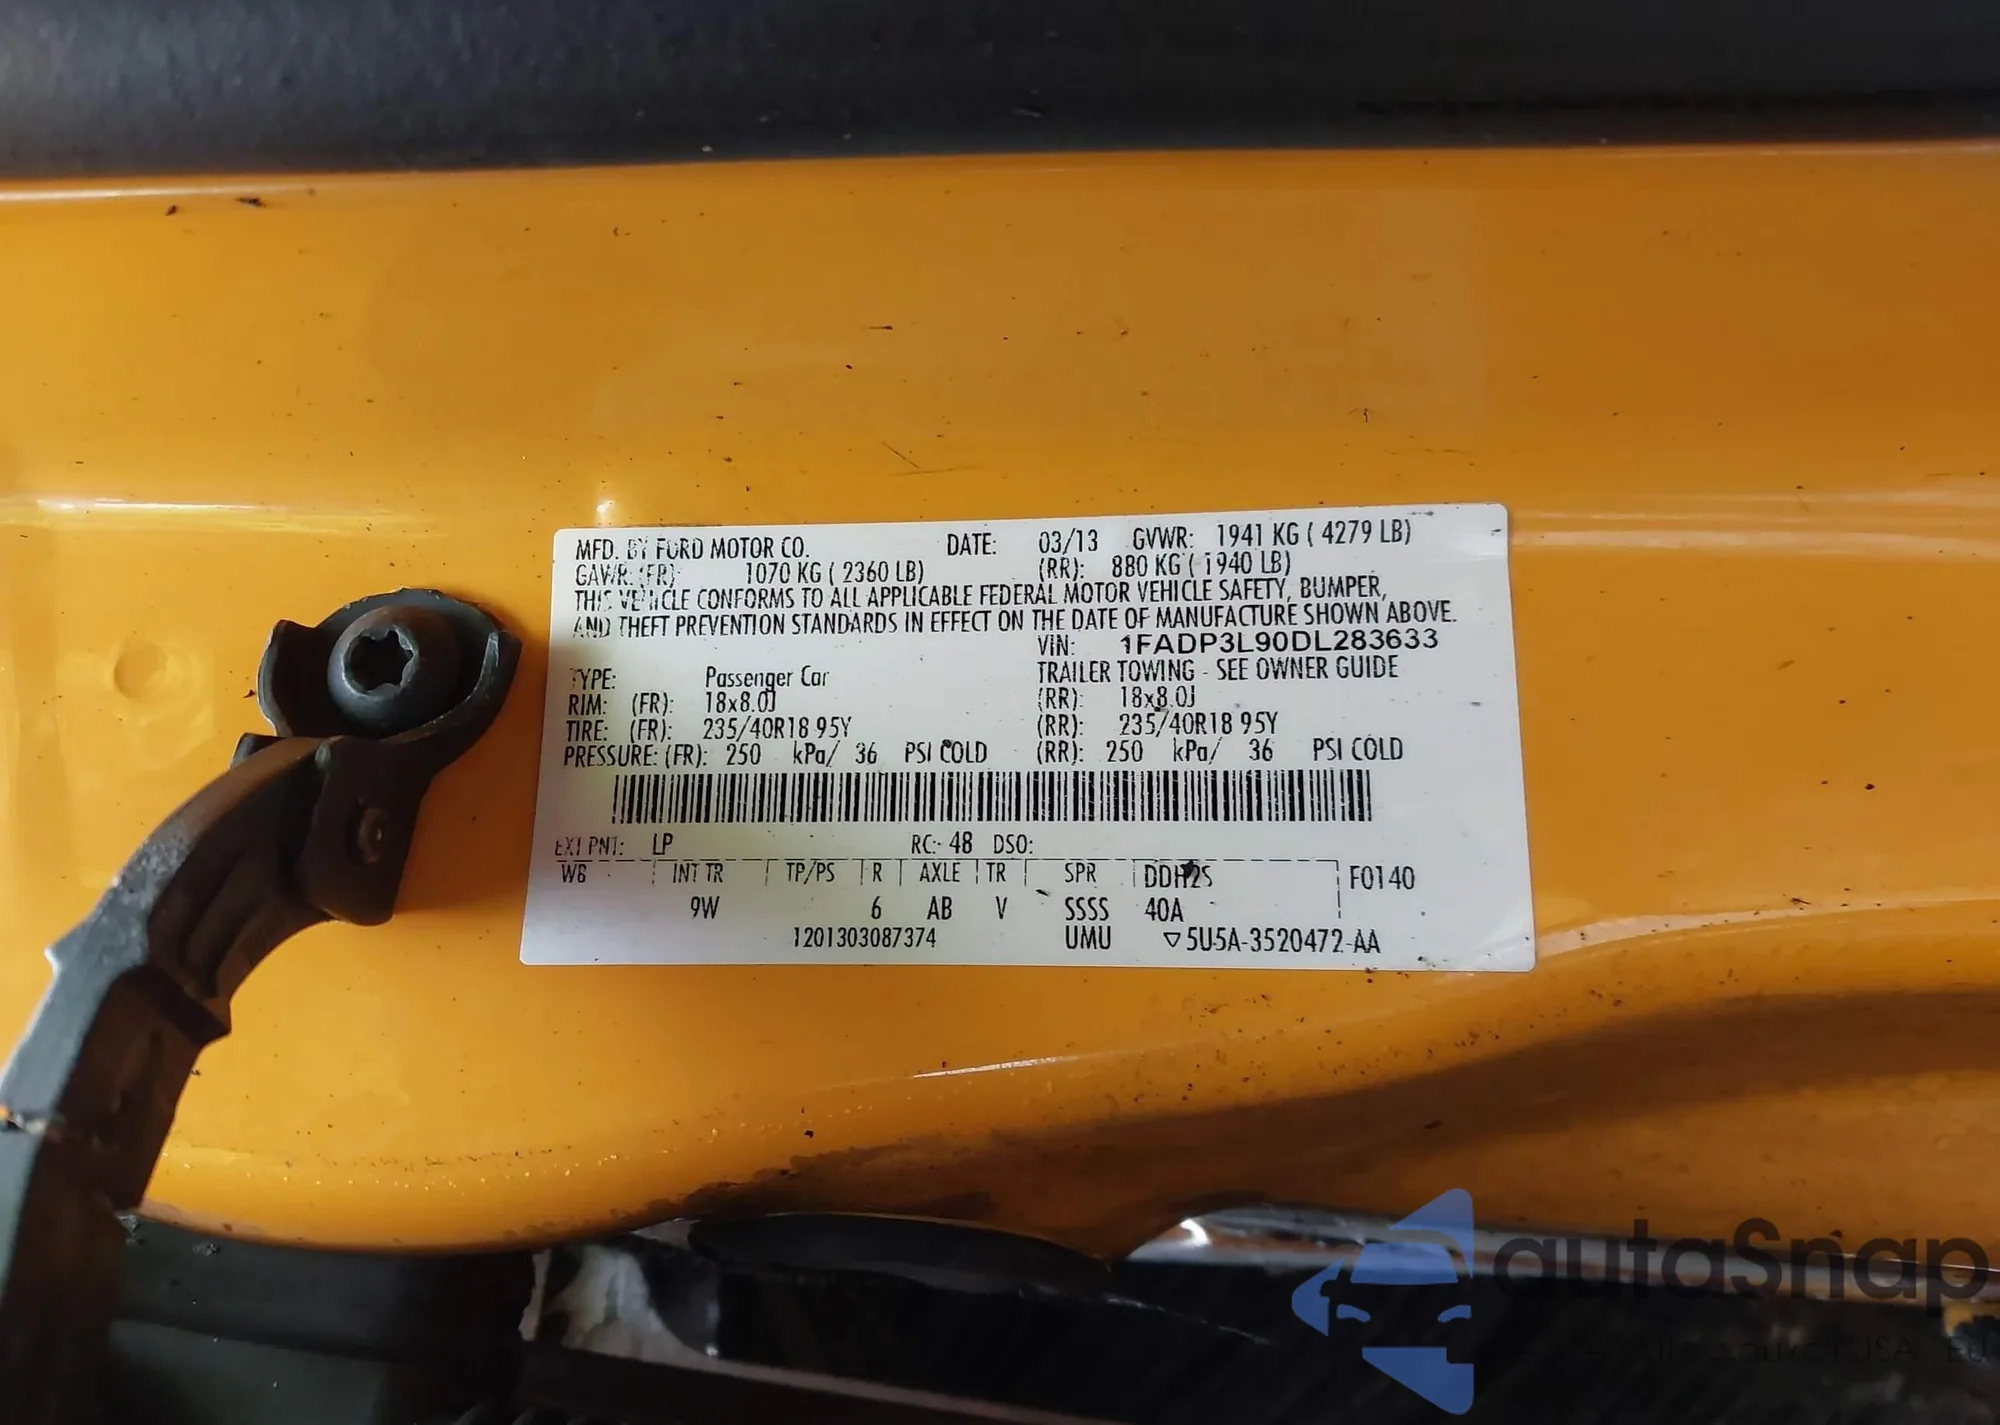 MFD. BY FORD MOTOR CO. DATE: 03/13 GVWR: 1941 KG ( 4279 LB)
GAWR: (FR): 1070 KG ( 2360 LB) (RR): 880 KG ( 1940 LB)
THIS VEHICLE CONFORMS TO ALL APPLICABLE FEDERAL MOTOR VEHICLE SAFETY, BUMPER,
AND THEFT PREVENTION STANDARDS IN EFFECT ON THE DATE OF MANUFACTURE SHOWN ABOVE.
VIN: 1FADP3L90DL283633
TYPE: Passenger Car TRAILER TOWING - SEE OWNER GUIDE
RIM: (FR): 18x8.0J (RR): 18x8.0J
TIRE: (FR): 235/40R18 95Y (RR): 235/40R18 95Y
PRESSURE: (FR): 250 kPa/ 36 PSI COLD (RR): 250 kPa/ 36 PSI COLD
EXT PNT: LP RC: 48 DSO:
WB INT TR TP/PS R AXLE TR SPR DDH2S F0140
9W 6 AB V SSSS 40A
1201303087374 UMU ▽5U5A-3520472-AA
autaSnap